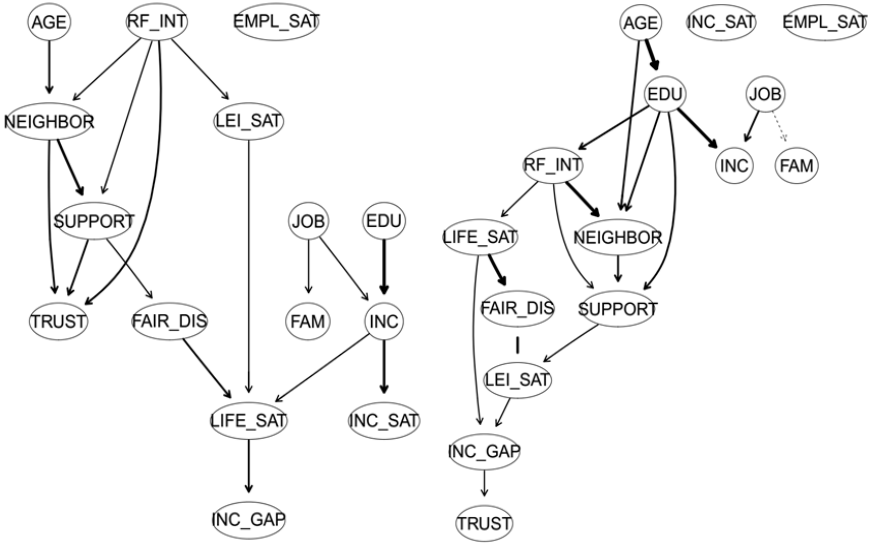 AGE
RF_INT
EMPL_SAT
NEIGHBOR
LEI_SAT
SUPPORT
JOB
EDU
TRUST
FAIR_DIS
FAM
INC
LIFE_SAT
INC_SAT
INC_GAP
AGE
INC_SAT
EMPL_SAT
EDU
JOB
RF_INT
INC
FAM
LIFE_SAT
NEIGHBOR
FAIR_DIS
SUPPORT
LEI_SAT
INC_GAP
TRUST